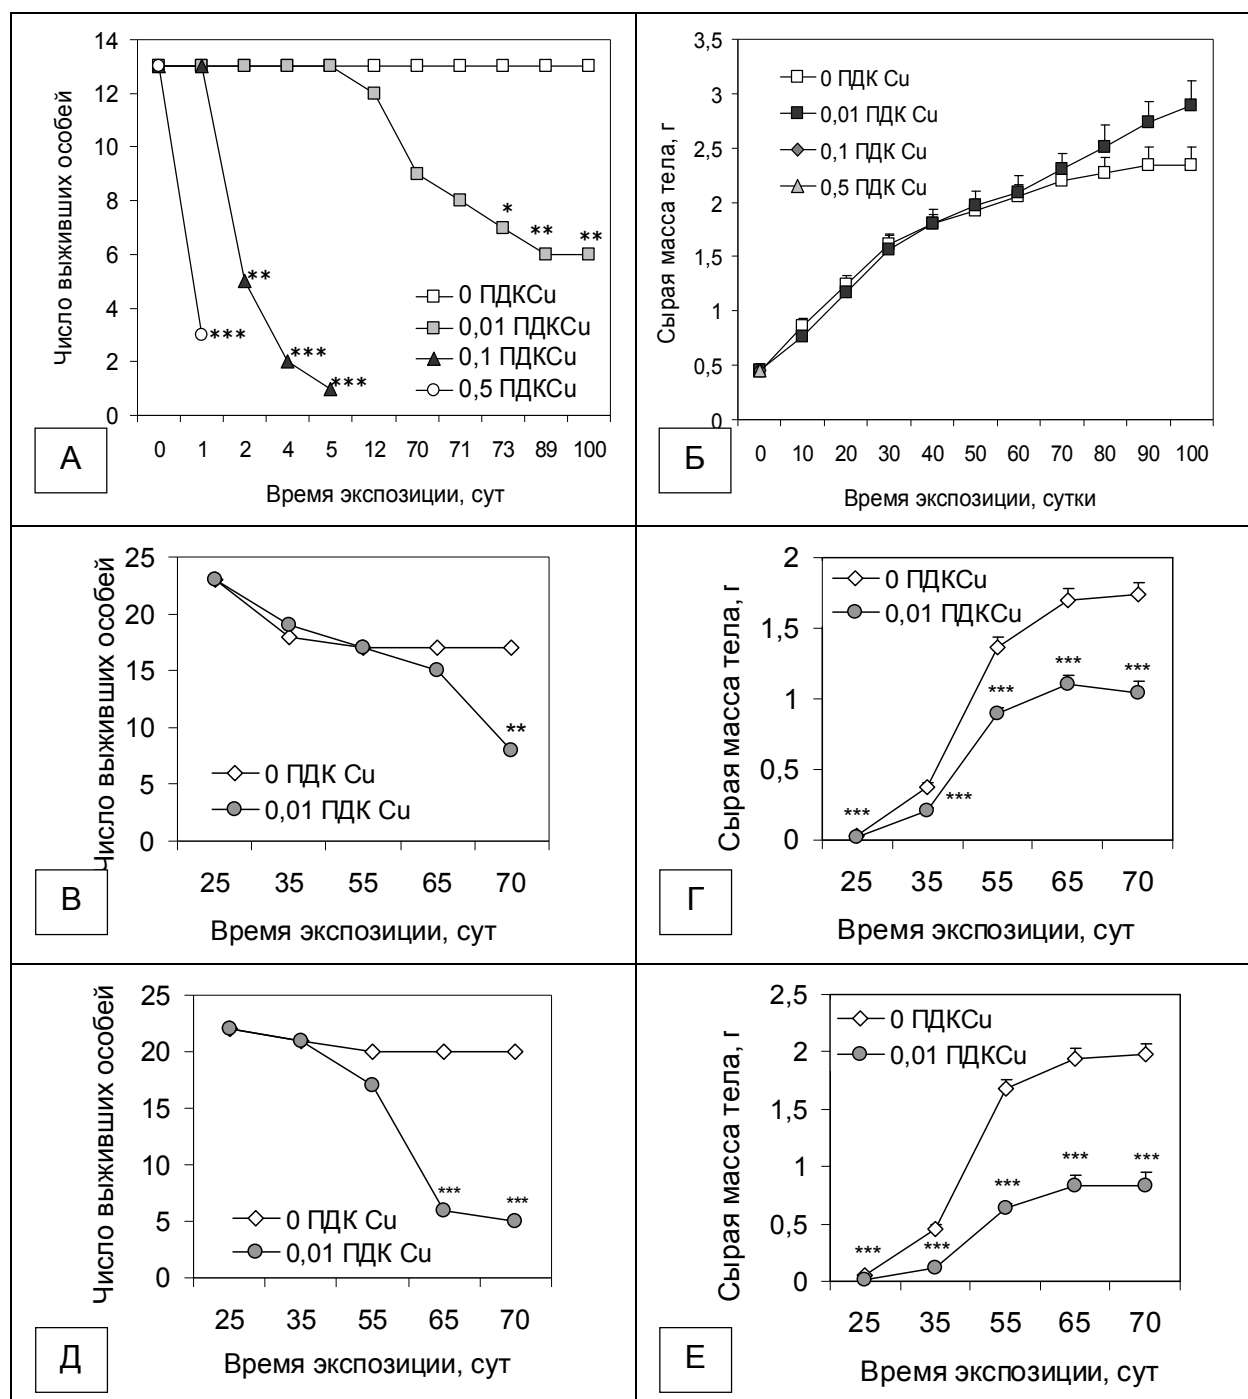 Число выживших особей
14
12
10
8
6
4
2
0
*
**
**
**
***
***
***
0 ПДКCu
0,01 ПДКCu
0,1 ПДКCu
0,5 ПДКCu
0 1 2 4 5 12 70 71 73 89 100
Время экспозиции, сут
А
Сырая масса тела, г
3,5
3
2,5
2
1,5
1
0,5
0
0 ПДК Cu
0,01 ПДК Cu
0,1 ПДК Cu
0,5 ПДК Cu
0 10 20 30 40 50 60 70 80 90 100
Время экспозиции, сутки
Б
Число выживших особей
25
20
15
10
5
0
**
0 ПДК Cu
0,01 ПДК Cu
25 35 55 65 70
Время экспозиции, сут
В
Сырая масса тела, г
2
1,5
1
0,5
0
0 ПДКCu
0,01 ПДКCu
*** *** *** *** ***
25 35 55 65 70
Время экспозиции, сут
Г
Число выживших особей
25
20
15
10
5
0
*** ***
0 ПДК Cu
0,01 ПДК Cu
25 35 55 65 70
Время экспозиции, сут
Д
Сырая масса тела, г
2,5
2
1,5
1
0,5
0
0 ПДКCu
0,01 ПДКCu
*** *** *** *** ***
25 35 55 65 70
Время экспозиции, сут
Е